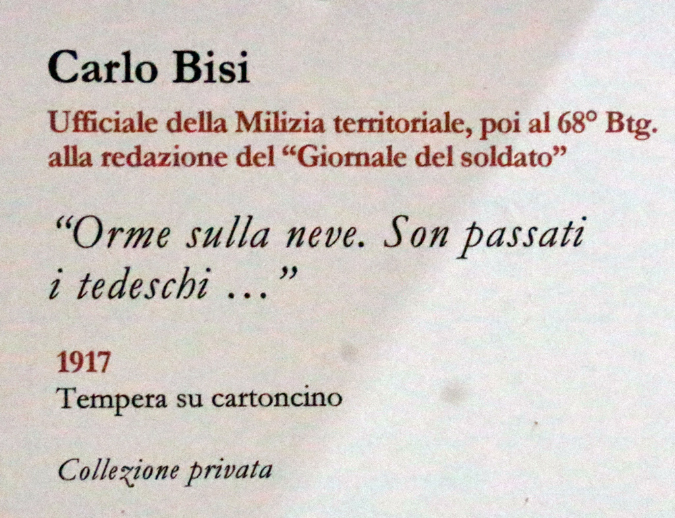 Carlo Bisi
Ufficiale della Milizia territoriale, poi al 68° Btg.
alla redazione del “Giornale del soldato”
“Orme sulla neve. Son passati
i tedeschi ...”
1917
Tempera su cartoncino
Collezione privata